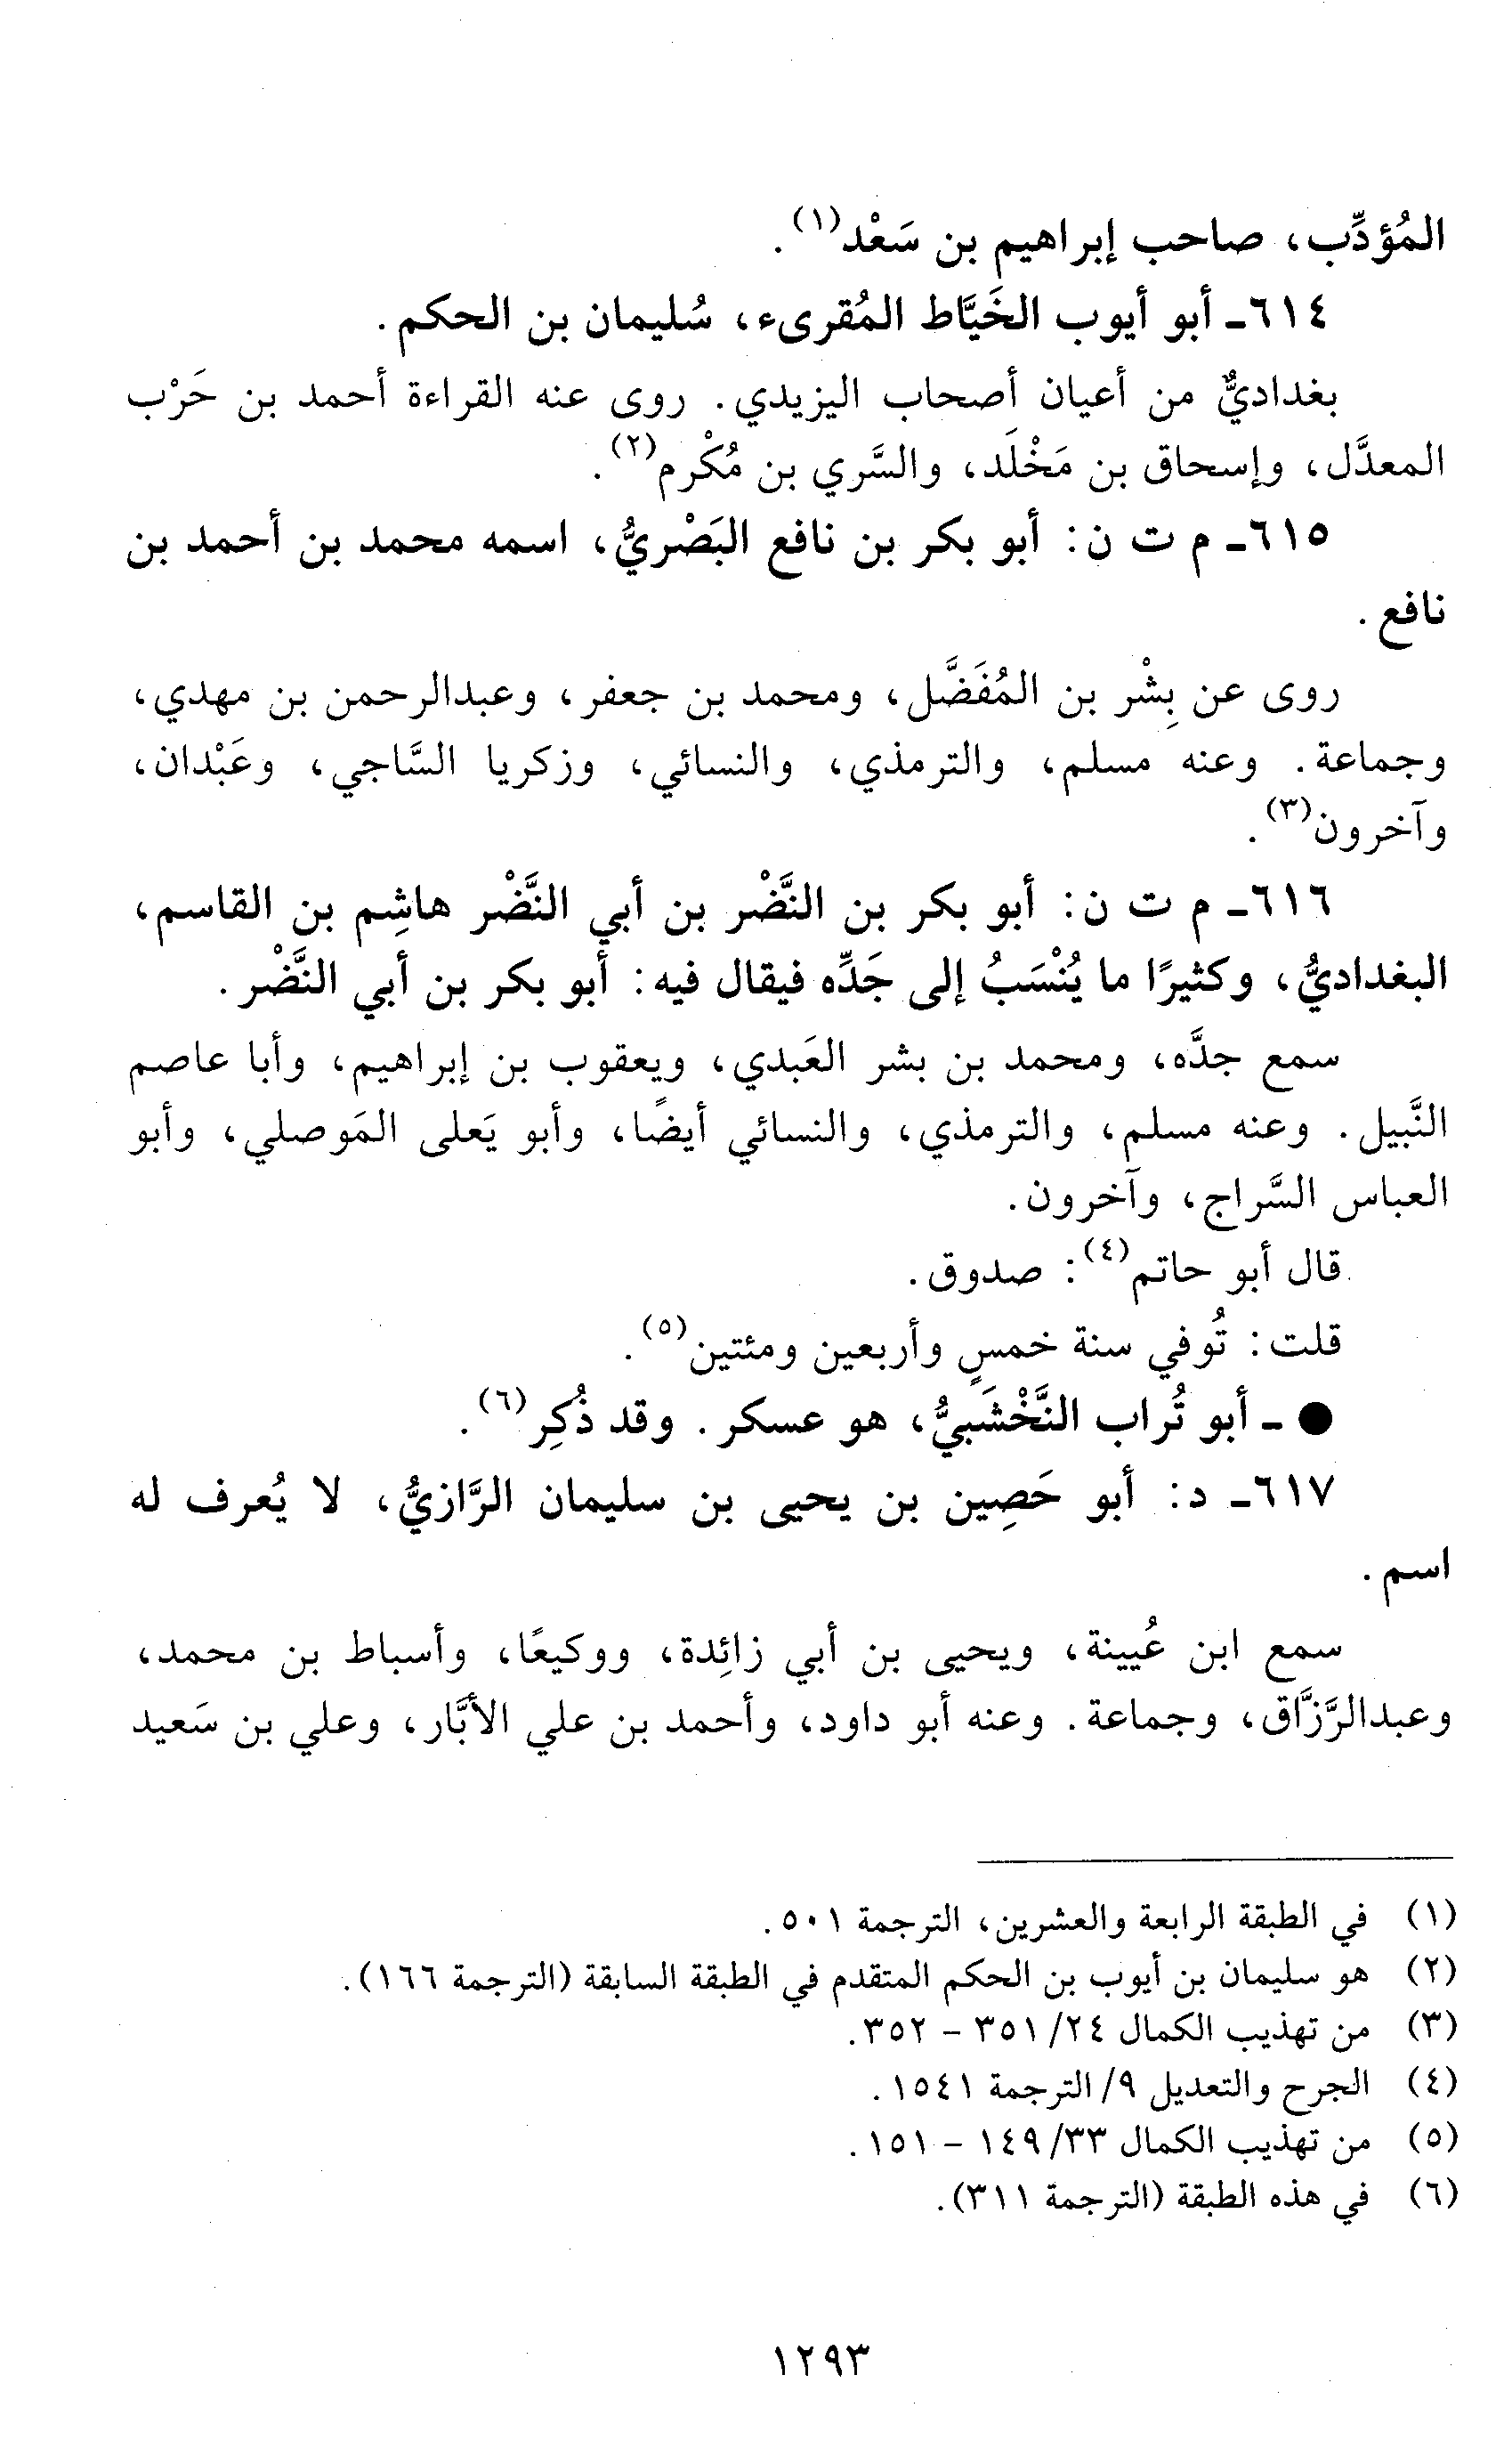 المُؤدِّب، صاحب إبراهيم بن سَعْد(١).
٦١٤ـ أبو أيوب الخَيَّاط المُقرىء، سُليمان بن الحكم.
بغداديٌّ من أعيان أصحاب اليزيدي. روى عنه القراءة أحمد بن حَرْب
المعدَّل، وإسحاق بن مَخْلَد، والسَّري بن مُكْرم(٢).
٦١٥ـ م ت ن: أبو بكر بن نافع البَصْريُّ، اسمه محمد بن أحمد بن
نافع.
روى عن بِشْر بن المُفَضَّل، ومحمد بن جعفر، وعبدالرحمن بن مهدي،
وجماعة. وعنه مسلم، والترمذي، والنسائي، وزكريا السَّاجي، وعَبْدان،
وآخرون(٣).
٦١٦ـ م ت ن: أبو بكر بن النَّضْر بن أبي النَّضْر هاشِم بن القاسم،
البغداديُّ، وكثيرًا ما يُنْسَبُ إلى جَدِّه فيقال فيه: أبو بكر بن أبي النَّضْر.
سمع جدَّه، ومحمد بن بشر العَبدي، ويعقوب بن إبراهيم، وأبا عاصم
النَّبيل. وعنه مسلم، والترمذي، والنسائي أيضًا، وأبو يَعلى المَوصلي، وأبو
العباس السَّراج، وآخرون.
قال أبو حاتم(٤): صدوق.
قلت: تُوفي سنة خمسٍ وأربعين ومئتين(٥).
● ـ أبو تُراب النَّخْشَبيُّ، هو عسكر. وقد ذُكِر(٦).
٦١٧ـ د: أبو حَصِين بن يحيى بن سليمان الرَّازيُّ، لا يُعرف له
اسم.
سمع ابن عُيينة، ويحيى بن أبي زائِدة، ووكيعًا، وأسباط بن محمد،
وعبدالرَّزَّاق، وجماعة. وعنه أبو داود، وأحمد بن علي الأبَّار، وعلي بن سَعيد
(١) في الطبقة الرابعة والعشرين، الترجمة ٥٠١.
(٢) هو سليمان بن أيوب بن الحكم المتقدم في الطبقة السابقة (الترجمة ١٦٦).
(٣) من تهذيب الكمال ٢٤/ ٣٥١ - ٣٥٢.
(٤) الجرح والتعديل ٩/ الترجمة ١٥٤١.
(٥) من تهذيب الكمال ٣٣/ ١٤٩ - ١٥١.
(٦) في هذه الطبقة (الترجمة ٣١١).
١٢٩٣